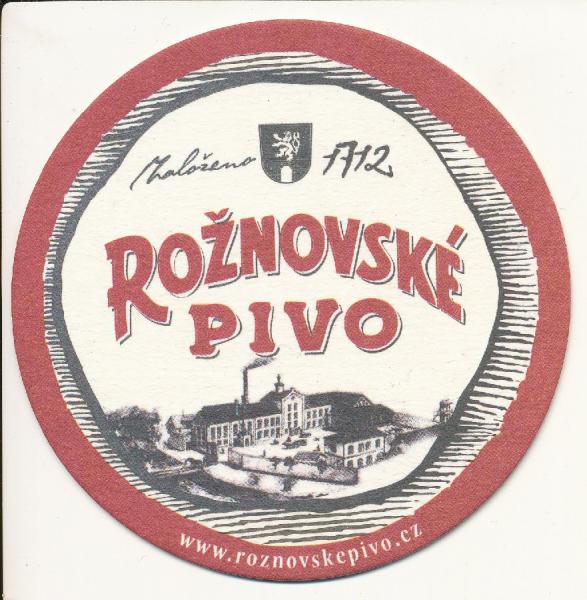 Založeno 1712
ROŽNOVSKÉ
PIVO
www.roznovskepivo.cz